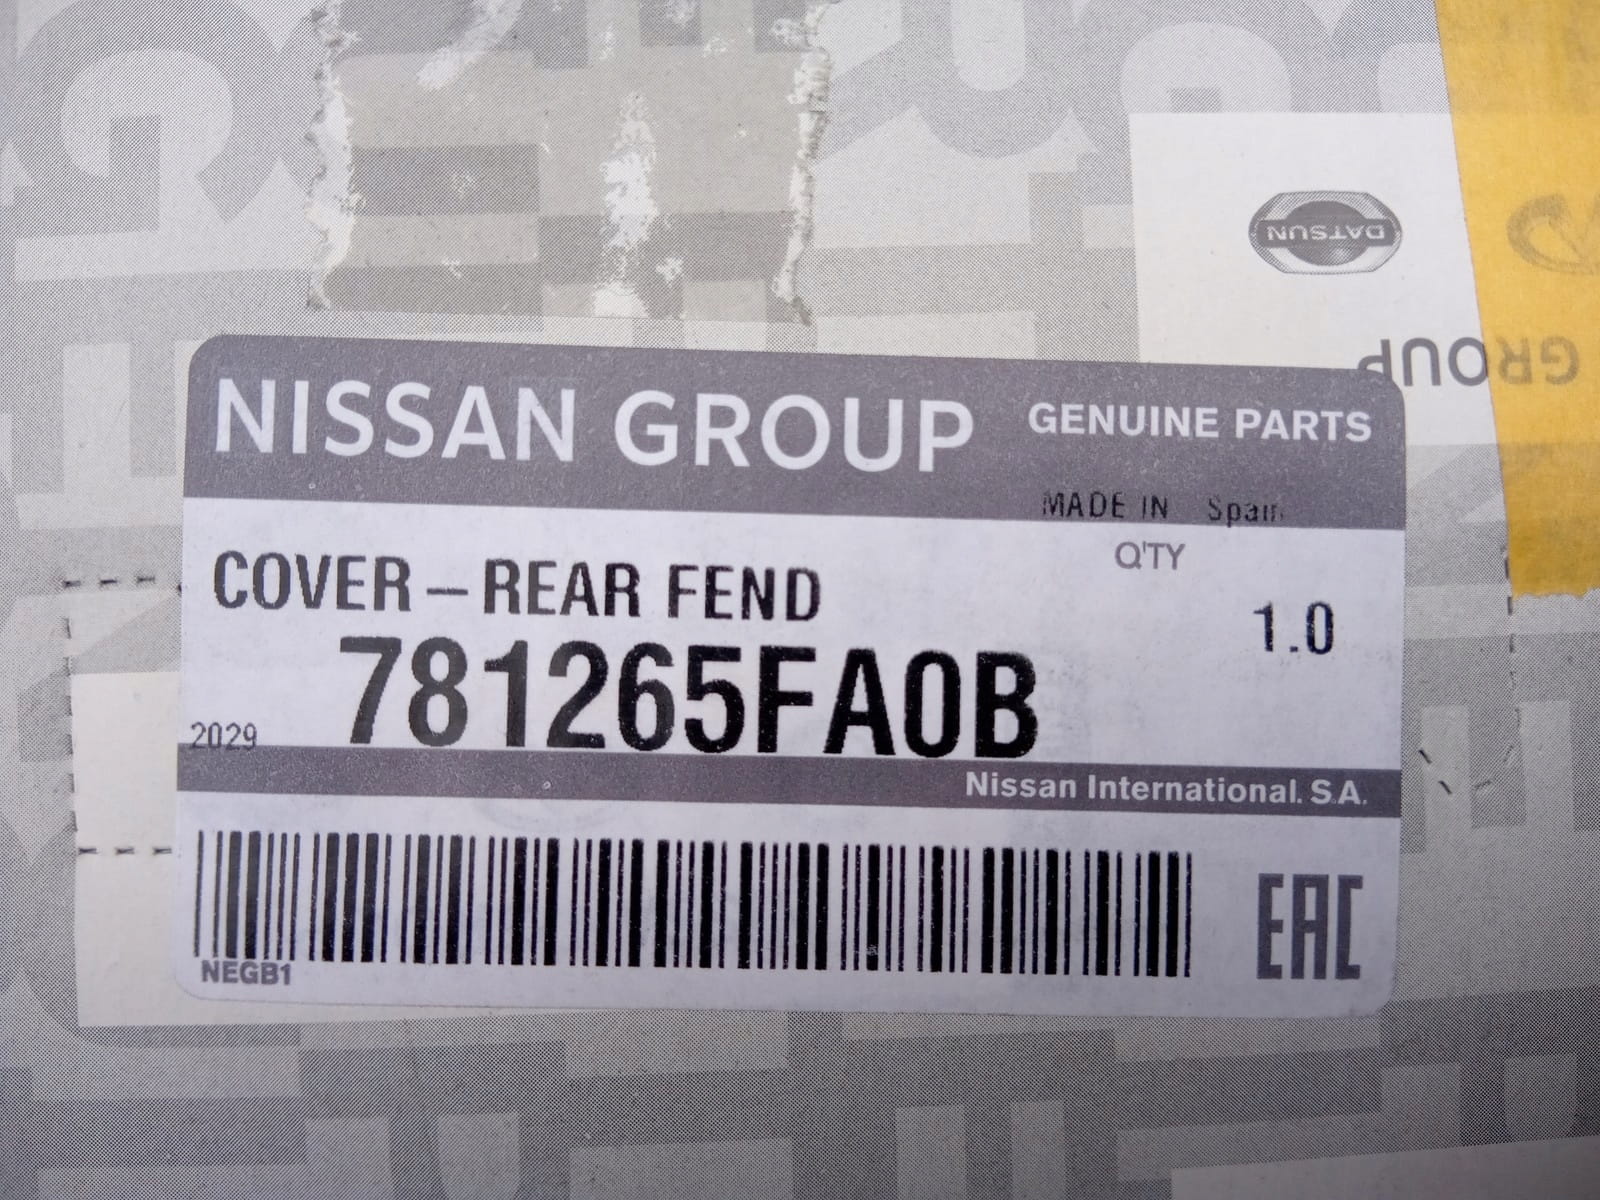 DATSUN
GROUP
NISSAN GROUP GENUINE PARTS
MADE IN Spain
Q'TY
COVER-REAR FEND
1.0
781265FA0B
2029
Nissan International. S.A.
NEGB1
EAC